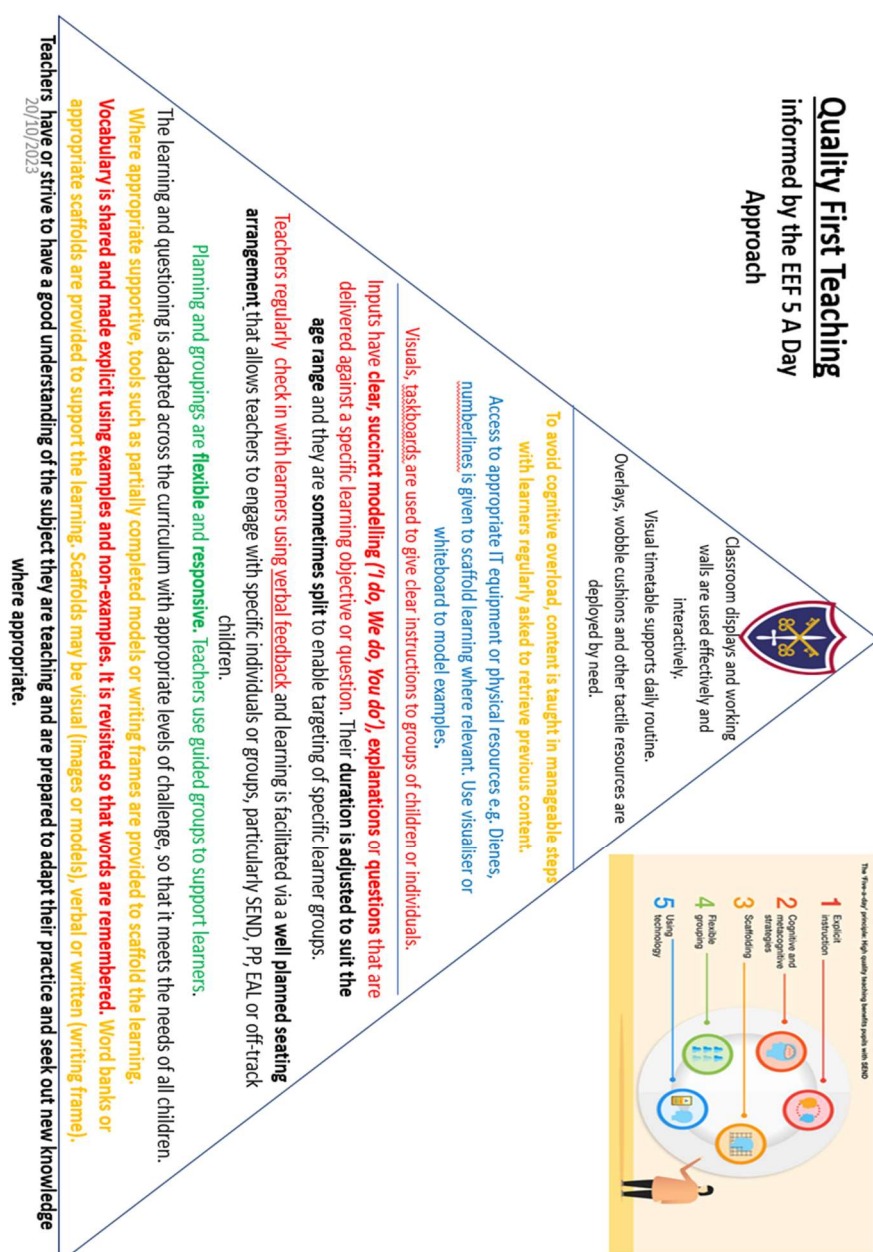 Quality First Teaching
informed by the EEF 5 A Day
Approach
The 'Five-a-day' principle: High quality teaching benefits pupils with SEND
1 Explicit
instruction
2 Cognitive and
metacognitive
strategies
3 Scaffolding
4 Flexible
grouping
5 Using
technology
Classroom displays and working
walls are used effectively and
interactively.
Visual timetable supports daily routine.
Overlays, wobble cushions and other tactile resources are
deployed by need.
To avoid cognitive overload, content is taught in manageable steps
with learners regularly asked to retrieve previous content.
Access to appropriate IT equipment or physical resources e.g. Dienes,
numberlines is given to scaffold learning where relevant. Use visualiser or
whiteboard to model examples.
Visuals, taskboards are used to give clear instructions to groups of children or individuals.
Inputs have clear, succinct modelling ('I do, We do, You do'), explanations or questions that are
delivered against a specific learning objective or question. Their duration is adjusted to suit the
age range and they are sometimes split to enable targeting of specific learner groups.
Teachers regularly check in with learners using verbal feedback and learning is facilitated via a well planned seating
arrangement that allows teachers to engage with specific individuals or groups, particularly SEND, PP, EAL or off-track
children.
Planning and groupings are flexible and responsive. Teachers use guided groups to support learners.
The learning and questioning is adapted across the curriculum with appropriate levels of challenge, so that it meets the needs of all children.
Where appropriate supportive, tools such as partially completed models or writing frames are provided to scaffold the learning.
Vocabulary is shared and made explicit using examples and non-examples. It is revisited so that words are remembered. Word banks or
appropriate scaffolds are provided to support the learning. Scaffolds may be visual (images or models), verbal or written (writing frame).
Teachers have or strive to have a good understanding of the subject they are teaching and are prepared to adapt their practice and seek out new knowledge
where appropriate.
20/10/2023